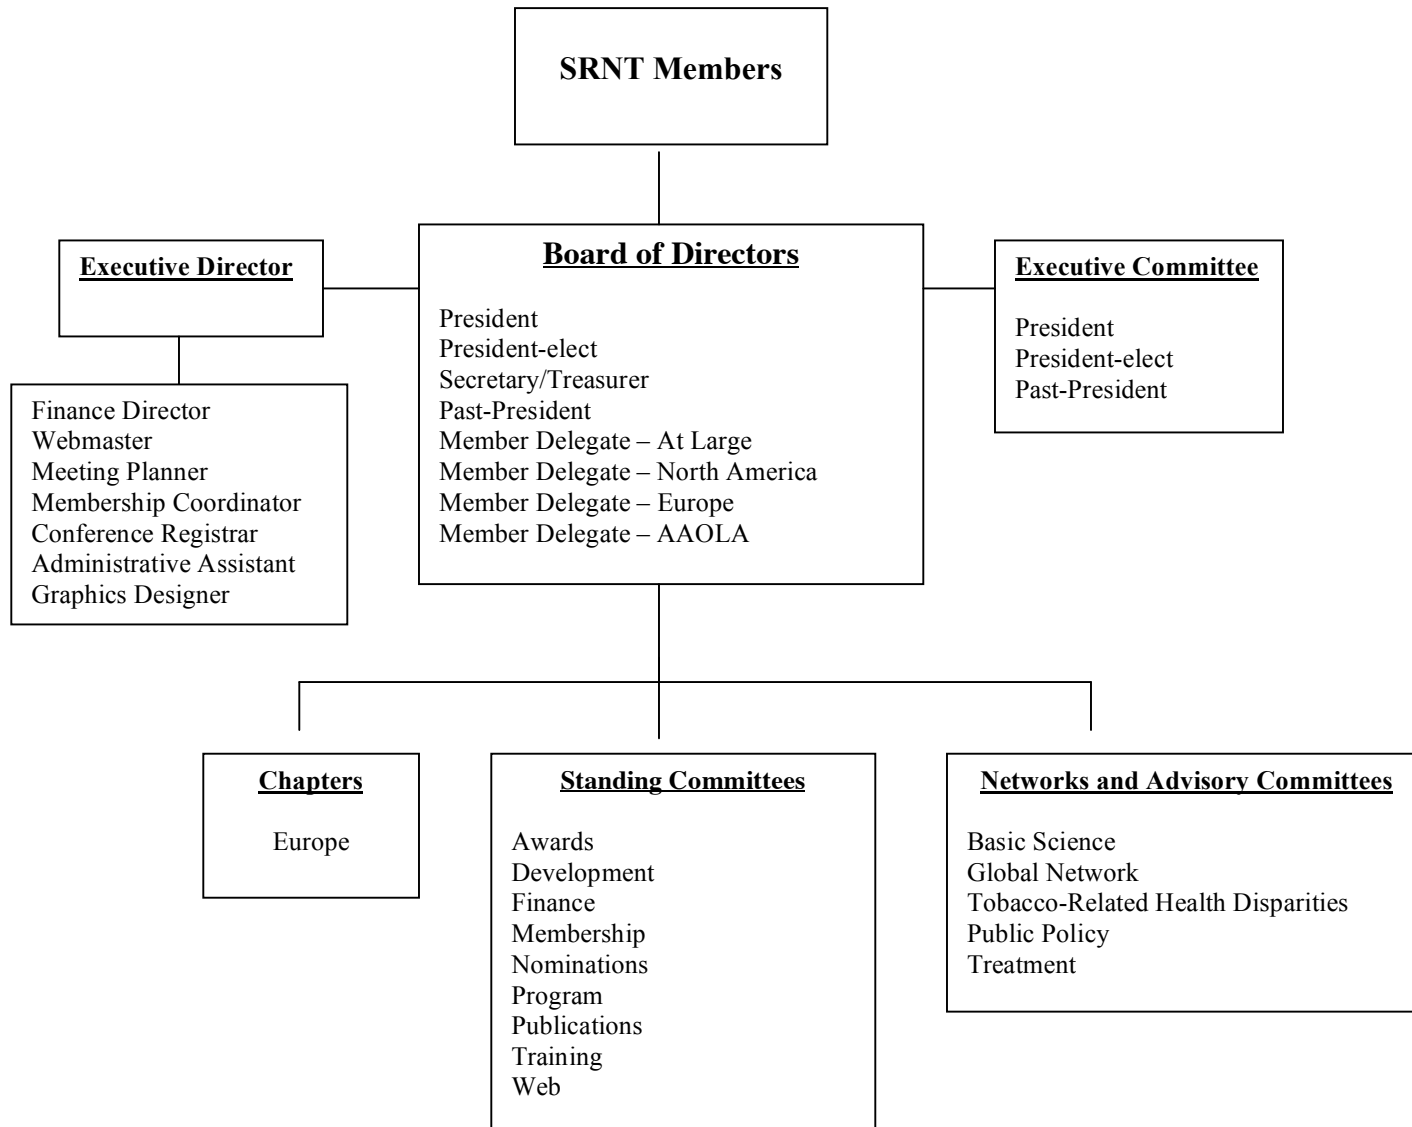 SRNT Members
Executive Director
Finance Director
Webmaster
Meeting Planner
Membership Coordinator
Conference Registrar
Administrative Assistant
Graphics Designer
Board of Directors
President
President-elect
Secretary/Treasurer
Past-President
Member Delegate – At Large
Member Delegate – North America
Member Delegate – Europe
Member Delegate – AAOLA
Executive Committee
President
President-elect
Past-President
Chapters
Europe
Standing Committees
Awards
Development
Finance
Membership
Nominations
Program
Publications
Training
Web
Networks and Advisory Committees
Basic Science
Global Network
Tobacco-Related Health Disparities
Public Policy
Treatment